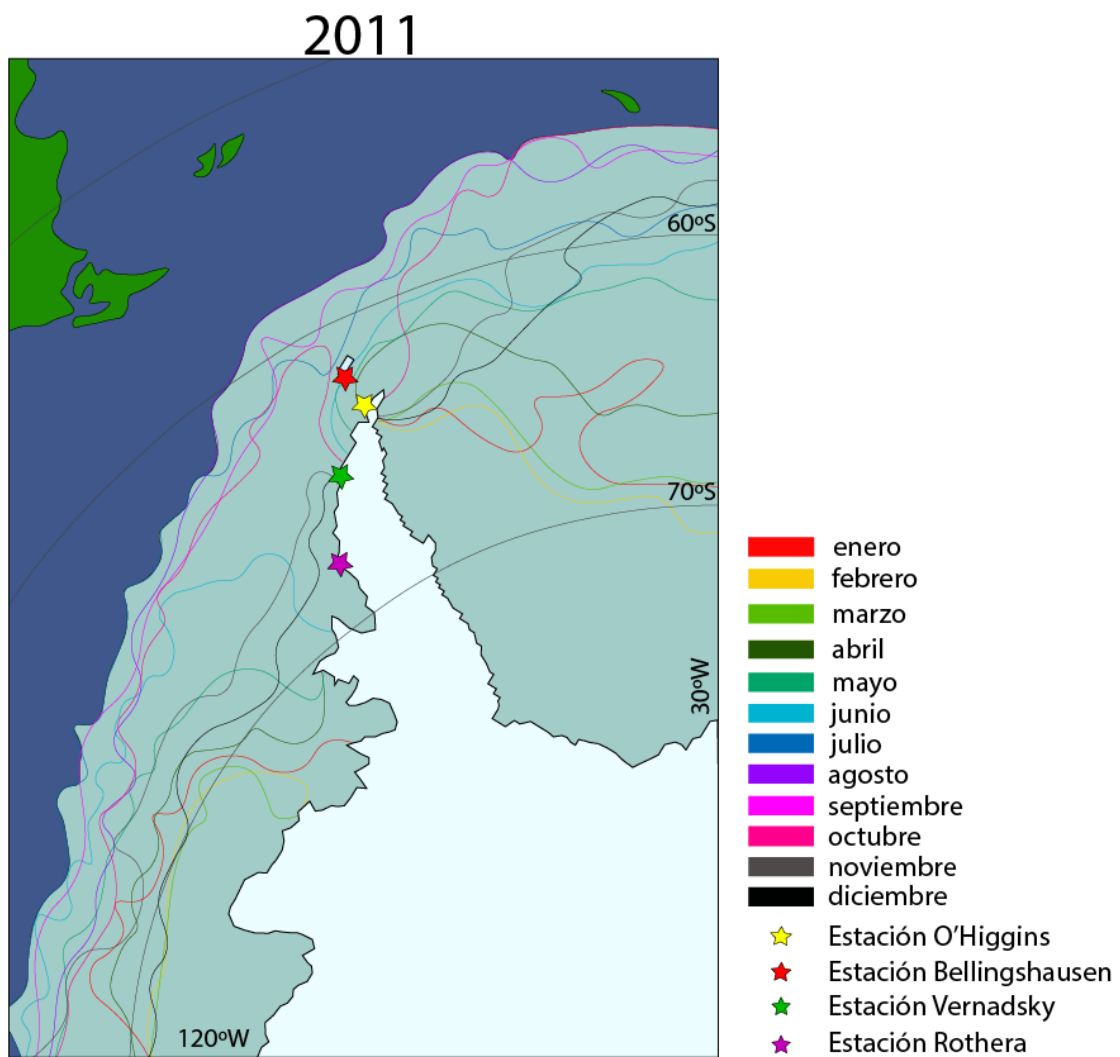 2011
60ºS
70ºS
30ºW
120ºW
enero
febrero
marzo
abril
mayo
junio
julio
agosto
septiembre
octubre
noviembre
diciembre
Estación O'Higgins
Estación Bellingshausen
Estación Vernadsky
Estación Rothera